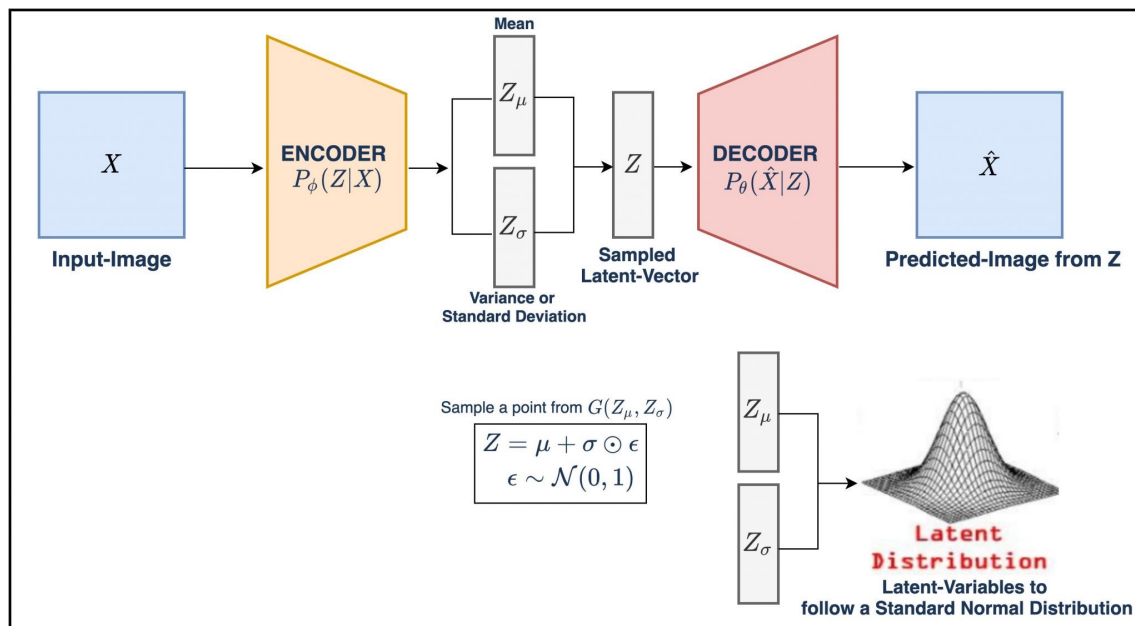 Mean
X
Input-Image
ENCODER
P_ϕ(Z|X)
Z_μ
Z_σ
Variance or
Standard Deviation
Z
Sampled
Latent-Vector
DECODER
P_θ(X̂|Z)
X̂
Predicted-Image from Z
Sample a point from G(Z_μ, Z_σ)
Z = μ + σ ⊙ ϵ
ϵ ∼ 𝒩(0, 1)
Z_μ
Z_σ
Latent
Distribution
Latent-Variables to
follow a Standard Normal Distribution